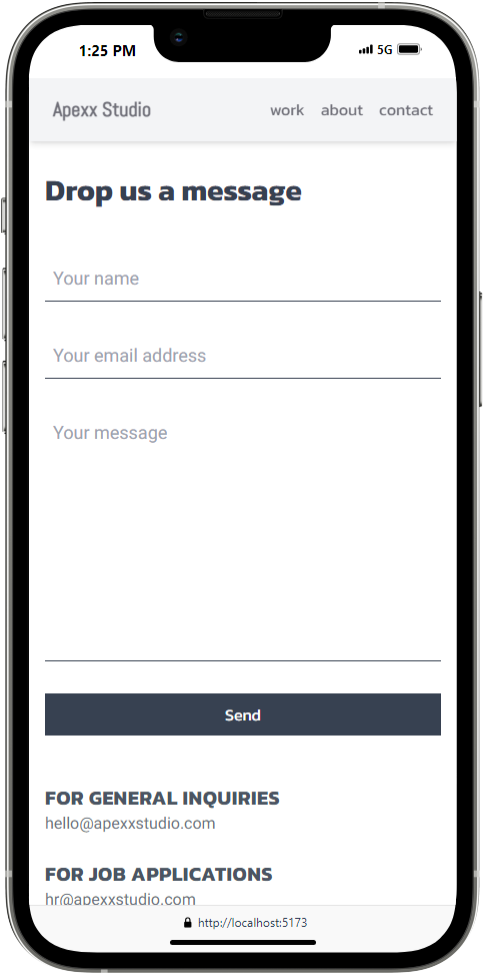 1:25 PM
5G
Apexx Studio
work about contact
Drop us a message
Your name
Your email address
Your message
Send
FOR GENERAL INQUIRIES
hello@apexxstudio.com
FOR JOB APPLICATIONS
hr@apexxstudio.com
http://localhost:5173